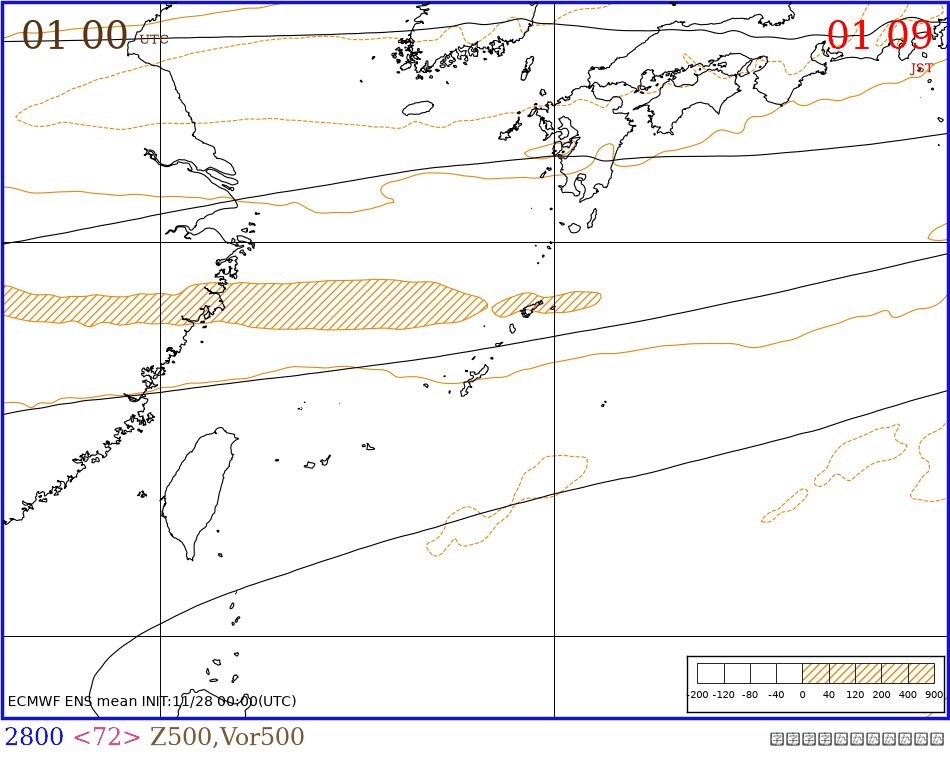 01 00 UTC
01 09
JST
ECMWF ENS mean INIT:11/28 00:00(UTC)
-200 -120 -80 -40 0 40 120 200 400 900
2800 <72> Z500,Vor500